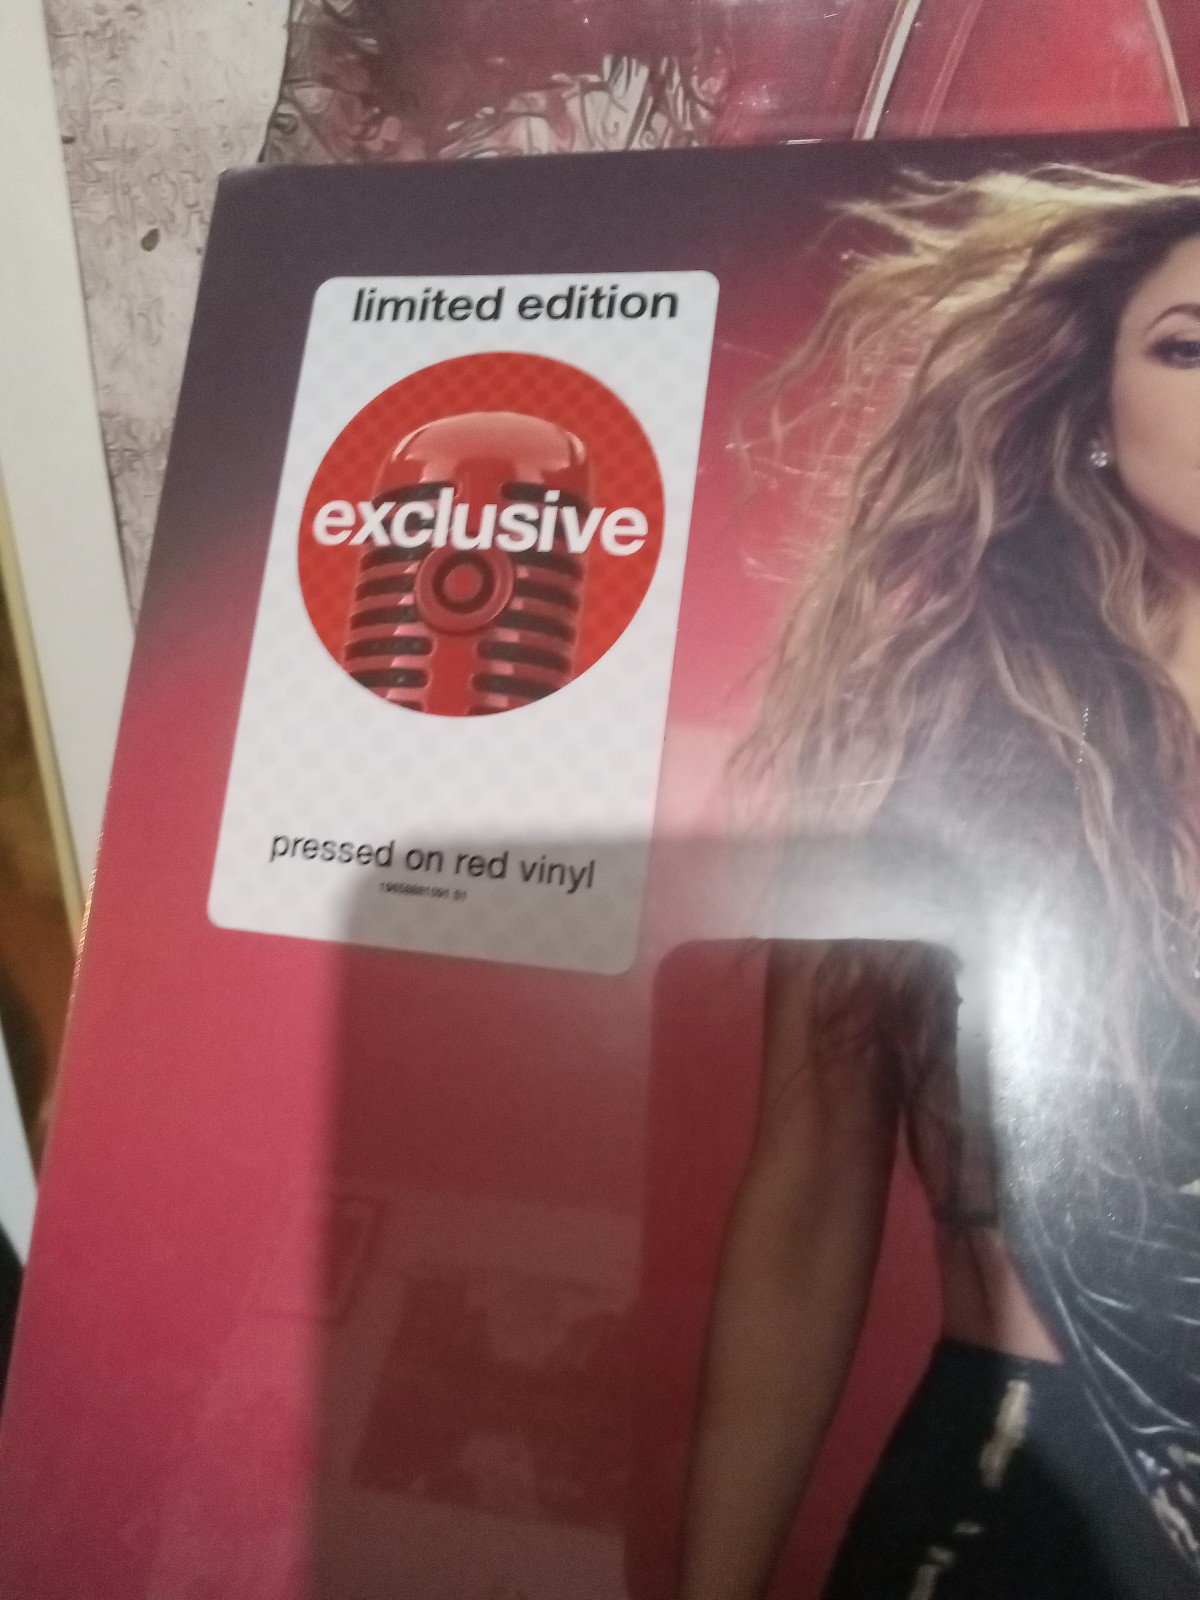 limited edition
exclusive
pressed on red vinyl